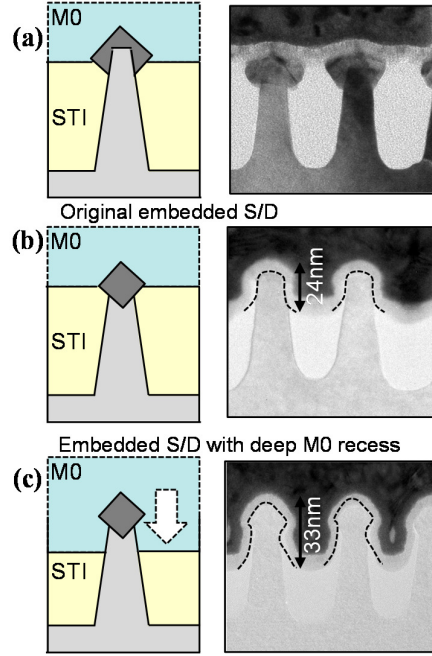 (a)
M0
STI
Original embedded S/D
(b)
M0
STI
24nm
Embedded S/D with deep M0 recess
(c)
M0
STI
33nm